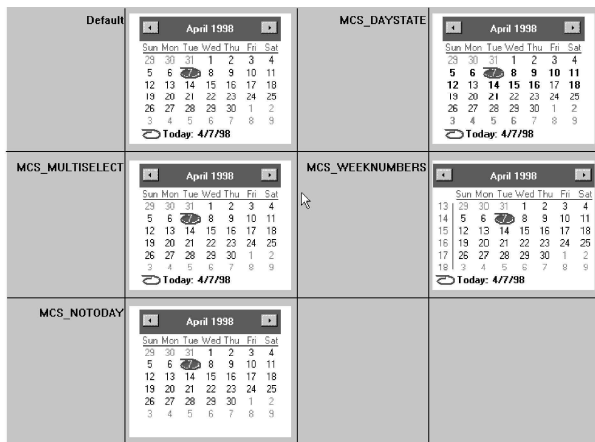 Default
April 1998
Sun Mon Tue Wed Thu Fri Sat
29 30 31 1 2 3 4
5 6 7 8 9 10 11
12 13 14 15 16 17 18
19 20 21 22 23 24 25
26 27 28 29 30 1 2
3 4 5 6 7 8 9
Today: 4/7/98
MCS_DAYSTATE
April 1998
Sun Mon Tue Wed Thu Fri Sat
29 30 31 1 2 3 4
5 6 7 8 9 10 11
12 13 14 15 16 17 18
19 20 21 22 23 24 25
26 27 28 29 30 1 2
3 4 5 6 7 8 9
Today: 4/7/98
MCS_MULTISELECT
April 1998
Sun Mon Tue Wed Thu Fri Sat
29 30 31 1 2 3 4
5 6 7 8 9 10 11
12 13 14 15 16 17 18
19 20 21 22 23 24 25
26 27 28 29 30 1 2
3 4 5 6 7 8 9
Today: 4/7/98
MCS_WEEKNUMBERS
April 1998
Sun Mon Tue Wed Thu Fri Sat
13 29 30 31 1 2 3 4
14 5 6 7 8 9 10 11
15 12 13 14 15 16 17 18
16 19 20 21 22 23 24 25
17 26 27 28 29 30 1 2
18 3 4 5 6 7 8 9
Today: 4/7/98
MCS_NOTODAY
April 1998
Sun Mon Tue Wed Thu Fri Sat
29 30 31 1 2 3 4
5 6 7 8 9 10 11
12 13 14 15 16 17 18
19 20 21 22 23 24 25
26 27 28 29 30 1 2
3 4 5 6 7 8 9